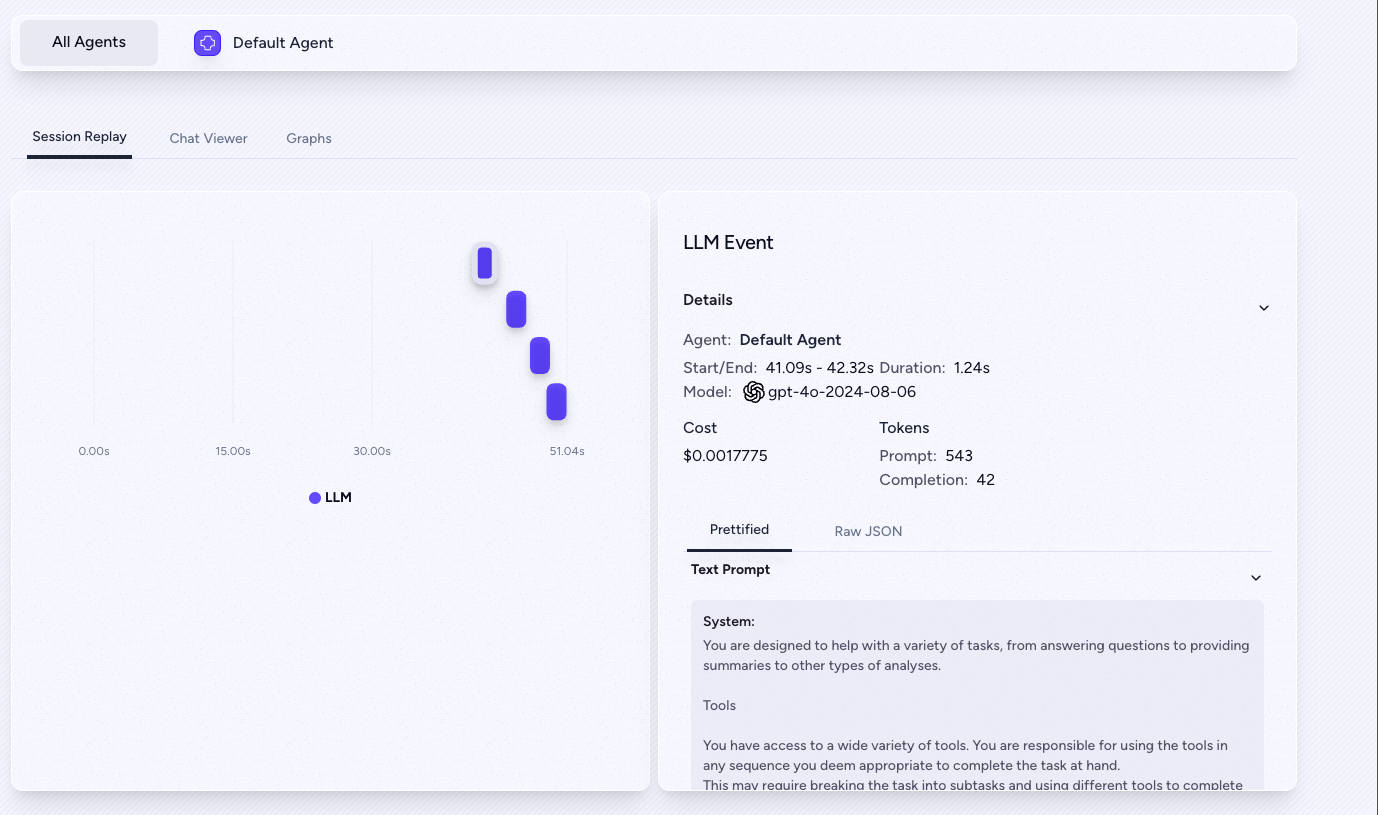 All Agents
Default Agent
Session Replay
Chat Viewer
Graphs
0.00s
15.00s
30.00s
51.04s
LLM
LLM Event
Details
Agent: Default Agent
Start/End: 41.09s - 42.32s Duration: 1.24s
Model: gpt-4o-2024-08-06
Cost
$0.0017775
Tokens
Prompt: 543
Completion: 42
Prettified
Raw JSON
Text Prompt
System:
You are designed to help with a variety of tasks, from answering questions to providing
summaries to other types of analyses.
Tools
You have access to a wide variety of tools. You are responsible for using the tools in
any sequence you deem appropriate to complete the task at hand.
This may require breaking the task into subtasks and using different tools to complete